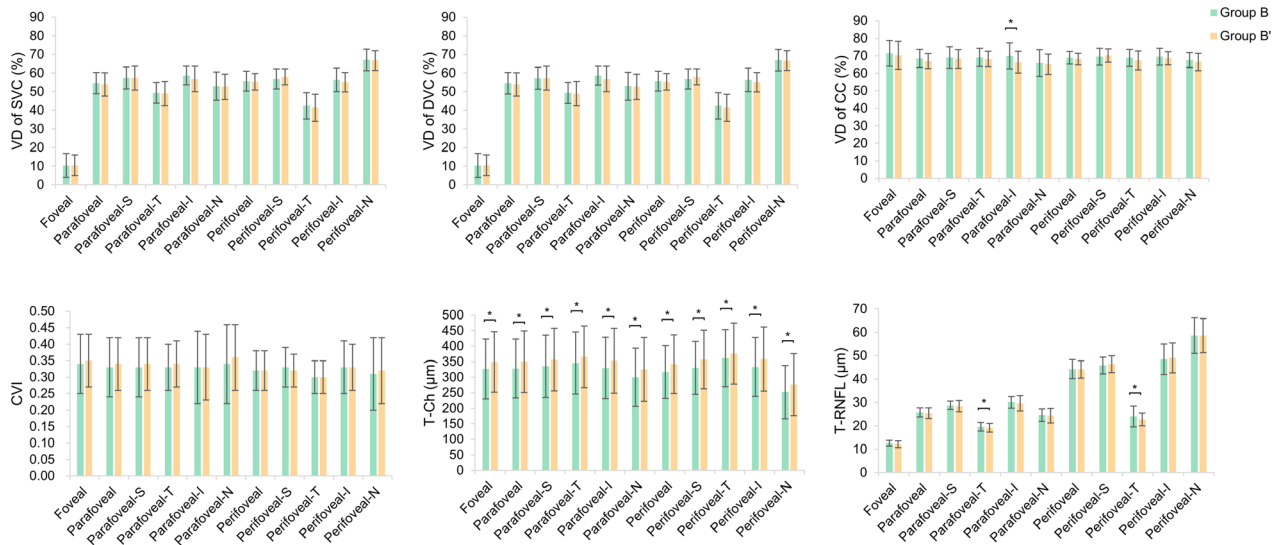 Group B
Group B'
VD of SVC (%)
90
80
70
60
50
40
30
20
10
0
Foveal
Parafoveal
Parafoveal-S
Parafoveal-T
Parafoveal-I
Parafoveal-N
Perifoveal
Perifoveal-S
Perifoveal-T
Perifoveal-I
Perifoveal-N
VD of DVC (%)
90
80
70
60
50
40
30
20
10
0
Foveal
Parafoveal
Parafoveal-S
Parafoveal-T
Parafoveal-I
Parafoveal-N
Perifoveal
Perifoveal-S
Perifoveal-T
Perifoveal-I
Perifoveal-N
VD of CC (%)
90
80
70
60
50
40
30
20
10
0
*
Foveal
Parafoveal
Parafoveal-S
Parafoveal-T
Parafoveal-I
Parafoveal-N
Perifoveal
Perifoveal-S
Perifoveal-T
Perifoveal-I
Perifoveal-N
CVI
0.50
0.45
0.40
0.35
0.30
0.25
0.20
0.15
0.10
0.05
0.00
Foveal
Parafoveal
Parafoveal-S
Parafoveal-T
Parafoveal-I
Parafoveal-N
Perifoveal
Perifoveal-S
Perifoveal-T
Perifoveal-I
Perifoveal-N
T-Ch (μm)
500
450
400
350
300
250
200
150
100
50
0
* * * * * * * * * * *
Foveal
Parafoveal
Parafoveal-S
Parafoveal-T
Parafoveal-I
Parafoveal-N
Perifoveal
Perifoveal-S
Perifoveal-T
Perifoveal-I
Perifoveal-N
T-RNFL (μm)
70
60
50
40
30
20
10
0
* *
Foveal
Parafoveal
Parafoveal-S
Parafoveal-T
Parafoveal-I
Parafoveal-N
Perifoveal
Perifoveal-S
Perifoveal-T
Perifoveal-I
Perifoveal-N